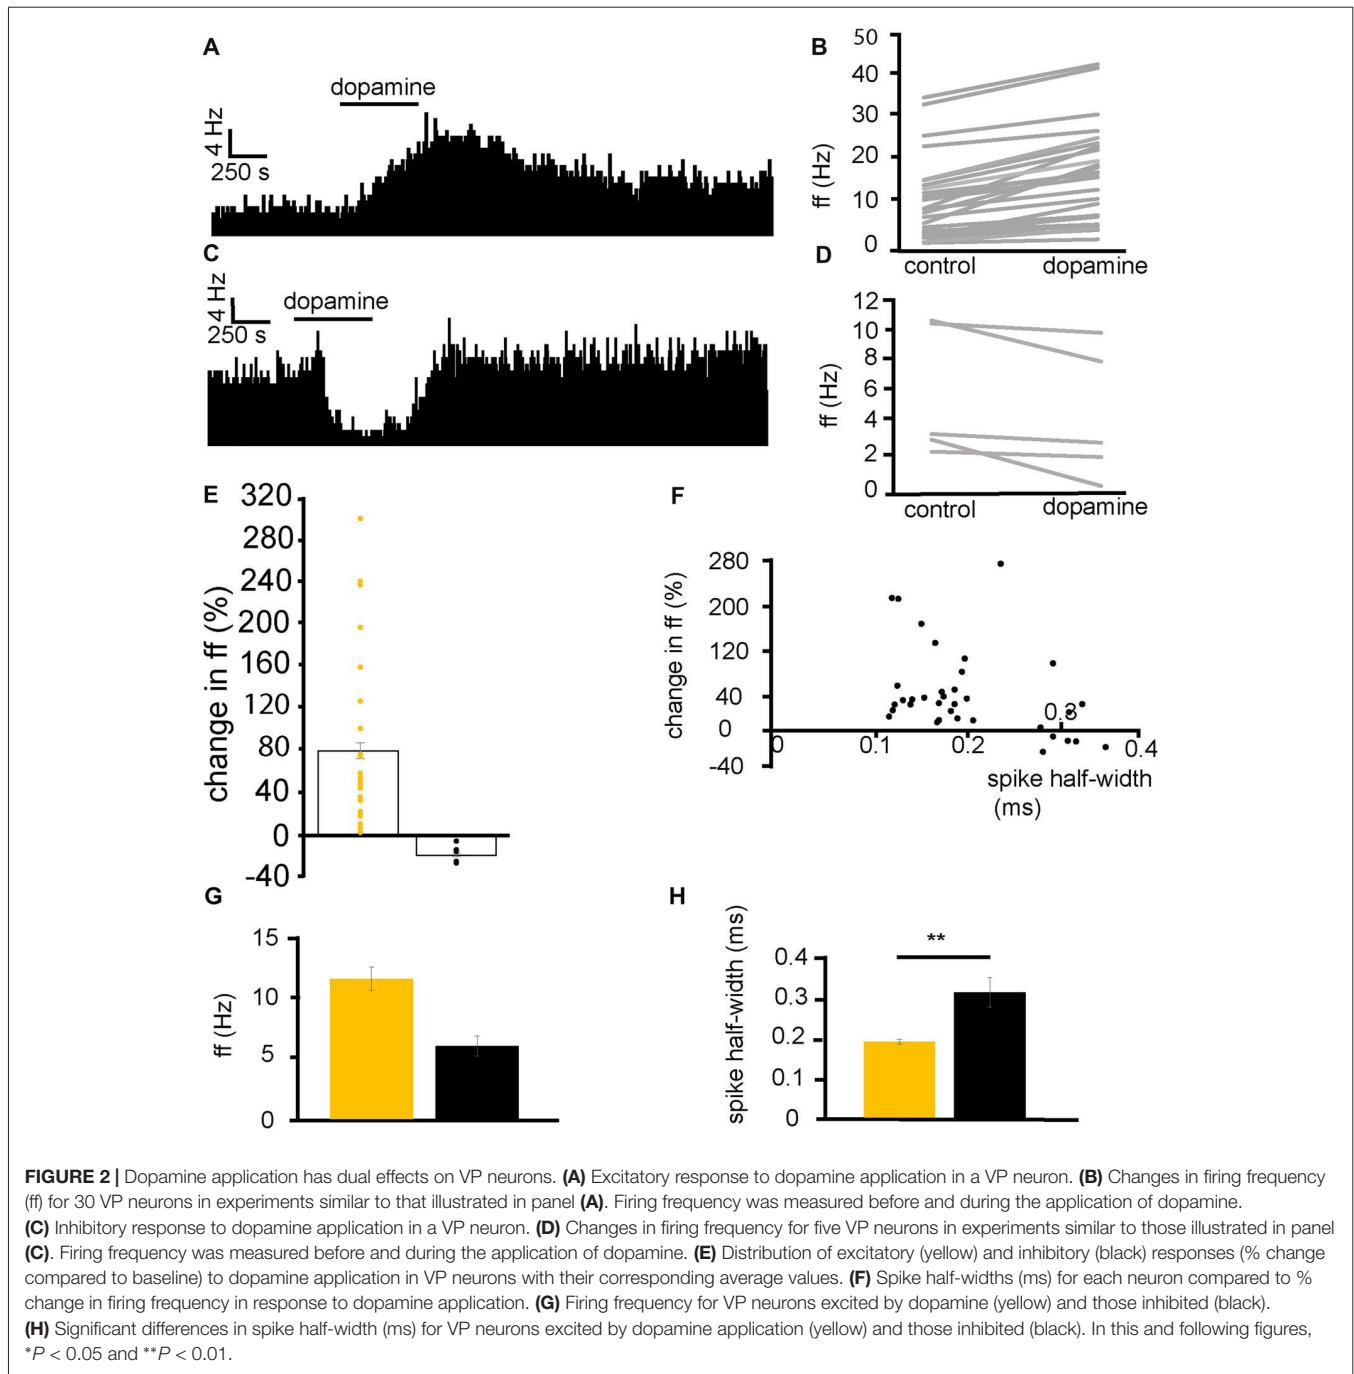 A
dopamine
4 Hz
250 s
B
50
40
30
20
10
0
ff (Hz)
control
dopamine
C
4 Hz
dopamine
250 s
D
12
10
8
6
4
2
0
ff (Hz)
control
dopamine
E
320
280
240
200
160
120
80
40
0
-40
change in ff (%)
F
280
200
120
40
0
-40
change in ff (%)
0
0.1
0.2
0.3
0.4
spike half-width
(ms)
G
15
10
5
0
ff (Hz)
H
**
0.4
0.3
0.2
0.1
0
spike half-width (ms)
FIGURE 2 | Dopamine application has dual effects on VP neurons. (A) Excitatory response to dopamine application in a VP neuron. (B) Changes in firing frequency
(ff) for 30 VP neurons in experiments similar to that illustrated in panel (A). Firing frequency was measured before and during the application of dopamine.
(C) Inhibitory response to dopamine application in a VP neuron. (D) Changes in firing frequency for five VP neurons in experiments similar to those illustrated in panel
(C). Firing frequency was measured before and during the application of dopamine. (E) Distribution of excitatory (yellow) and inhibitory (black) responses (% change
compared to baseline) to dopamine application in VP neurons with their corresponding average values. (F) Spike half-widths (ms) for each neuron compared to %
change in firing frequency in response to dopamine application. (G) Firing frequency for VP neurons excited by dopamine (yellow) and those inhibited (black).
(H) Significant differences in spike half-width (ms) for VP neurons excited by dopamine application (yellow) and those inhibited (black). In this and following figures,
*P < 0.05 and **P < 0.01.